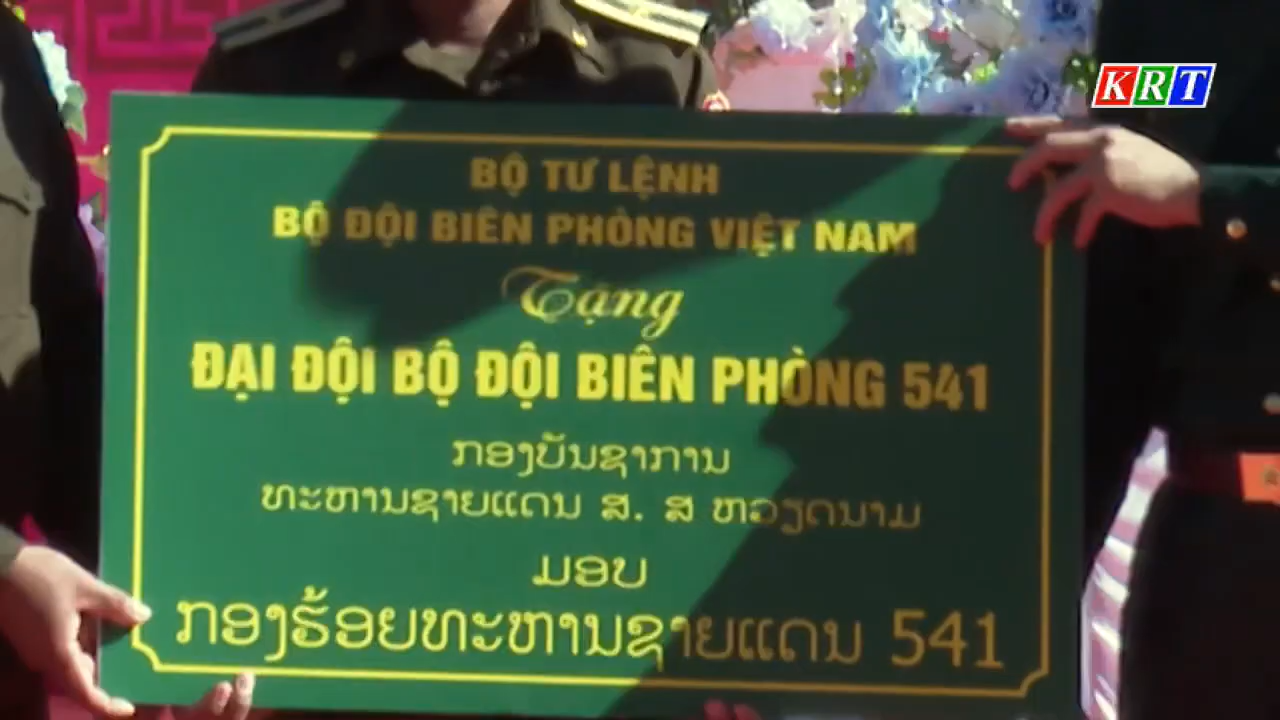 KRT
BỘ TƯ LỆNH
BỘ ĐỘI BIÊN PHÒNG VIỆT NAM
Tặng
ĐẠI ĐỘI BỘ ĐỘI BIÊN PHÒNG 541
ກອງບັນຊາການ
ທະຫານຊາຍແດນ ສ. ສ ຫວຽດນາມ
ມອບ
ກອງຮ້ອຍທະຫານຊາຍແດນ 541